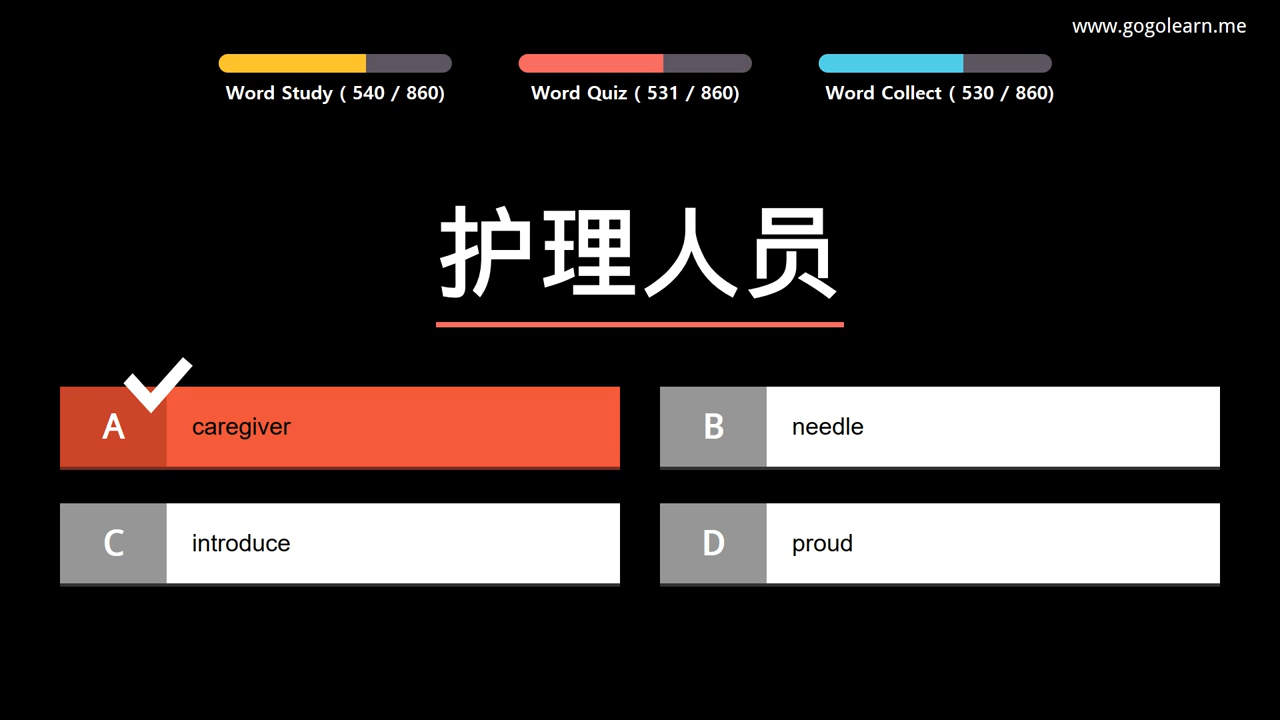 www.gogolearn.me
Word Study ( 540 / 860)
Word Quiz ( 531 / 860)
Word Collect ( 530 / 860)
护理人员
A caregiver
B needle
C introduce
D proud